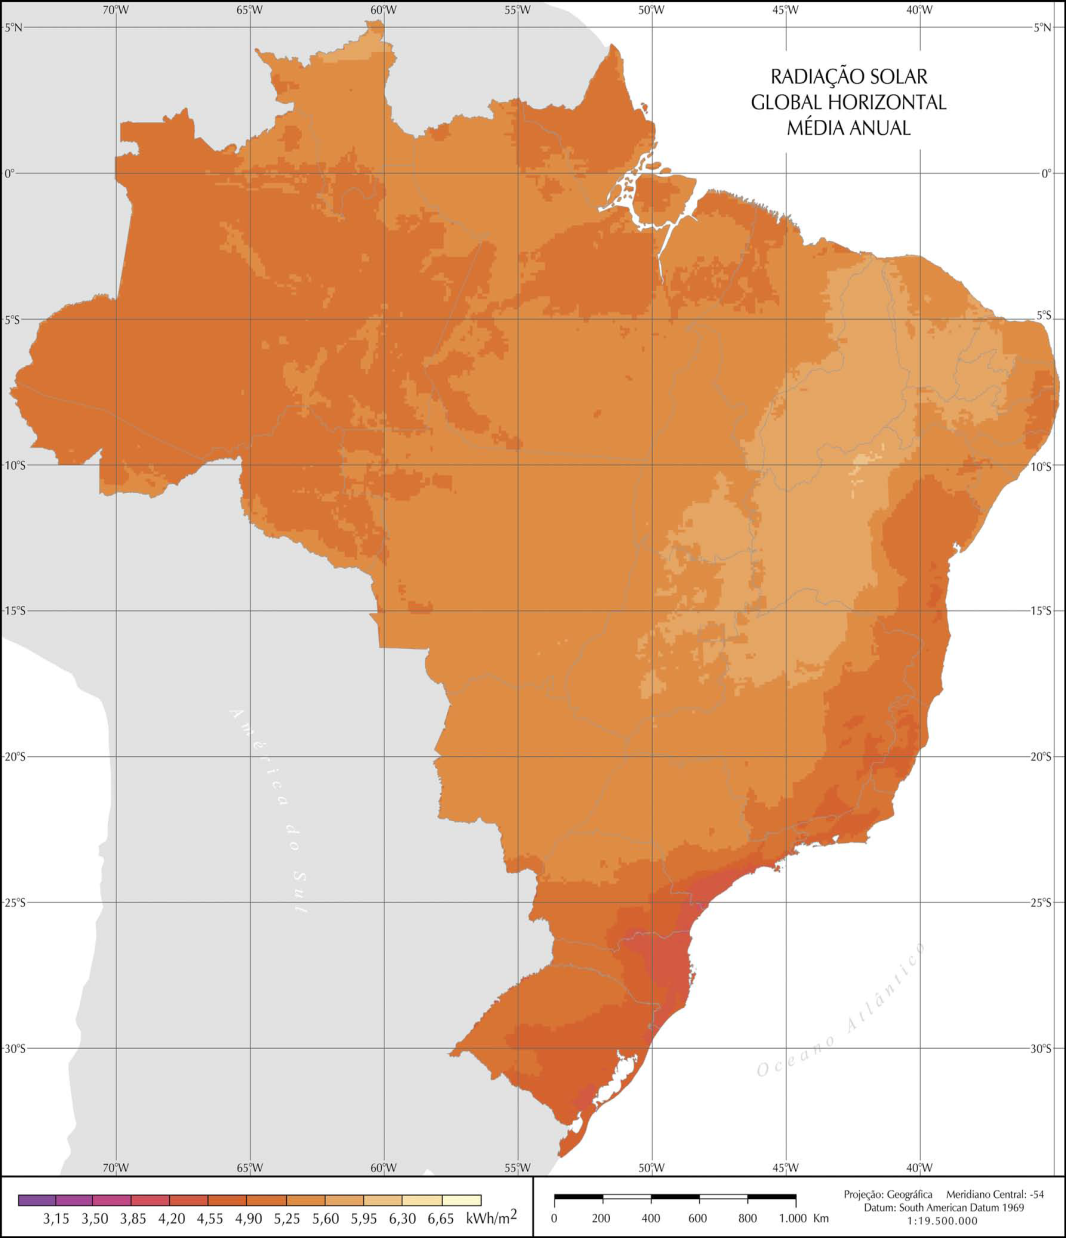 70°W 65°W 60°W 55°W 50°W 45°W 40°W
5°N 5°N
RADIAÇÃO SOLAR
GLOBAL HORIZONTAL
MÉDIA ANUAL
0° 0°
5°S 5°S
10°S 10°S
15°S 15°S
América do Sul
20°S 20°S
25°S 25°S
Oceano Atlântico
30°S 30°S
70°W 65°W 60°W 55°W 50°W 45°W 40°W
3,15 3,50 3,85 4,20 4,55 4,90 5,25 5,60 5,95 6,30 6,65 kWh/m²
0 200 400 600 800 1.000 Km
Projeção: Geográfica Meridiano Central: -54
Datum: South American Datum 1969
1:19.500.000